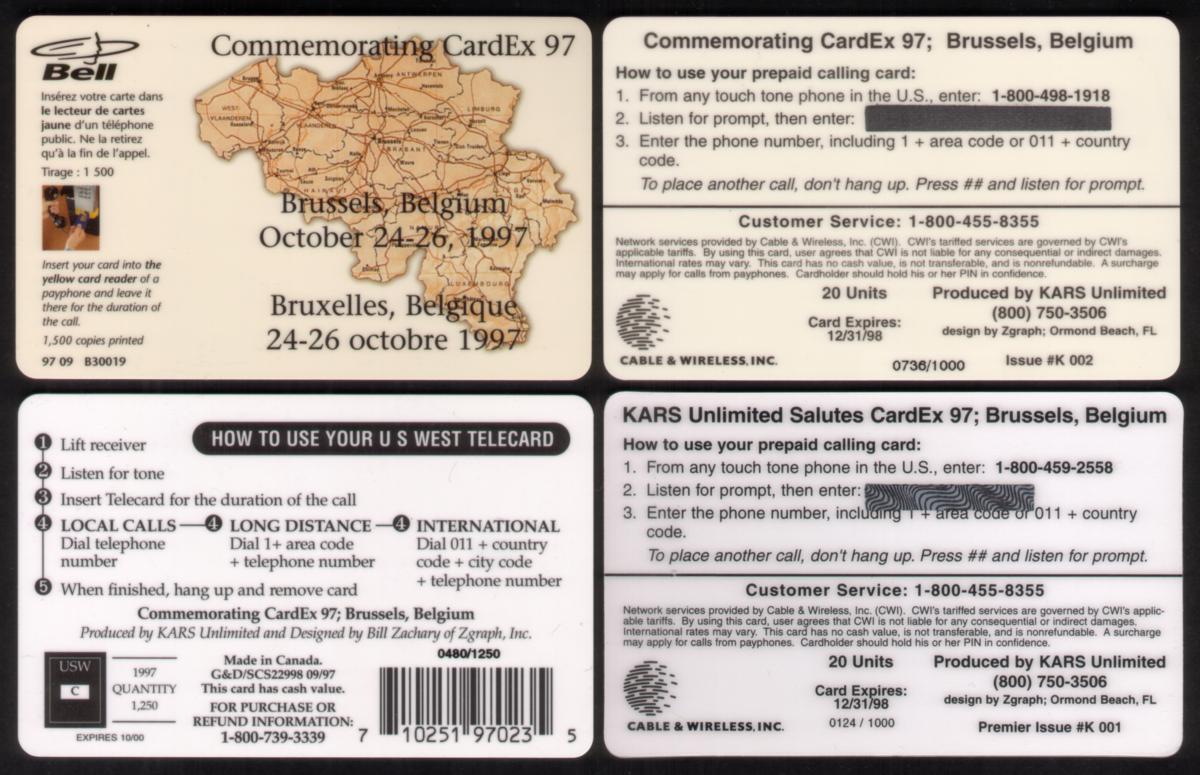 Bell
Insérez votre carte dans
le lecteur de cartes
jaune d'un téléphone
public. Ne la retirez
qu'à la fin de l'appel.
Tirage : 1 500
Insert your card into the
yellow card reader of a
payphone and leave it
there for the duration of
the call.
1,500 copies printed
97 09 B30019
Commemorating CardEx 97
ANTWERPEN
LIMBURG
WEST-
VLAANDEREN
VLAANDEREN
BRABANT
Brussels
HAINAUT
LUXEMBOURG
Brussels, Belgium
October 24-26, 1997
Bruxelles, Belgique
24-26 octobre 1997
Commemorating CardEx 97; Brussels, Belgium
How to use your prepaid calling card:
1. From any touch tone phone in the U.S., enter: 1-800-498-1918
2. Listen for prompt, then enter:
3. Enter the phone number, including 1 + area code or 011 + country
code.
To place another call, don't hang up. Press ## and listen for prompt.
Customer Service: 1-800-455-8355
Network services provided by Cable & Wireless, Inc. (CWI). CWI's tariffed services are governed by CWI's
applicable tariffs. By using this card, user agrees that CWI is not liable for any consequential or indirect damages.
International rates may vary. This card has no cash value, is not transferable, and is nonrefundable. A surcharge
may apply for calls from payphones. Cardholder should hold his or her PIN in confidence.
CABLE & WIRELESS, INC.
20 Units
Card Expires:
12/31/98
0736/1000
Produced by KARS Unlimited
(800) 750-3506
design by Zgraph; Ormond Beach, FL
Issue #K 002
HOW TO USE YOUR U S WEST TELECARD
1 Lift receiver
2 Listen for tone
3 Insert Telecard for the duration of the call
4 LOCAL CALLS
Dial telephone
number
4 LONG DISTANCE
Dial 1+ area code
+ telephone number
4 INTERNATIONAL
Dial 011 + country
code + city code
+ telephone number
5 When finished, hang up and remove card
Commemorating CardEx 97; Brussels, Belgium
Produced by KARS Unlimited and Designed by Bill Zachary of Zgraph, Inc.
0480/1250
USW
C
EXPIRES 10/00
1997
QUANTITY
1,250
Made in Canada.
G&D/SCS22998 09/97
This card has cash value.
FOR PURCHASE OR
REFUND INFORMATION:
1-800-739-3339
7 10251 97023 5
KARS Unlimited Salutes CardEx 97; Brussels, Belgium
How to use your prepaid calling card:
1. From any touch tone phone in the U.S., enter: 1-800-459-2558
2. Listen for prompt, then enter:
3. Enter the phone number, including 1 + area code or 011 + country
code.
To place another call, don't hang up. Press ## and listen for prompt.
Customer Service: 1-800-455-8355
Network services provided by Cable & Wireless, Inc. (CWI). CWI's tariffed services are governed by CWI's applic-
able tariffs. By using this card, user agrees that CWI is not liable for any consequential or indirect damages.
International rates may vary. This card has no cash value, is not transferable, and is nonrefundable. A surcharge
may apply for calls from payphones. Cardholder should hold his or her PIN in confidence.
CABLE & WIRELESS, INC.
20 Units
Card Expires:
12/31/98
0124 / 1000
Produced by KARS Unlimited
(800) 750-3506
design by Zgraph; Ormond Beach, FL
Premier Issue #K 001